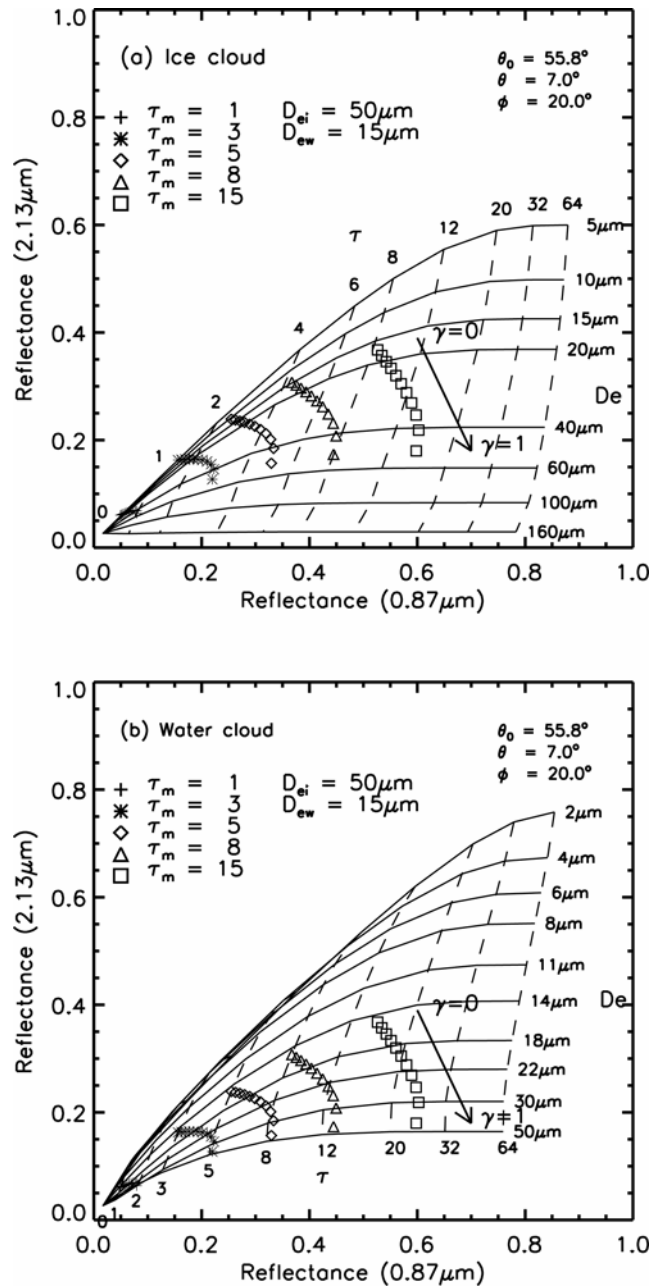 (a) Ice cloud
θ₀ = 55.8°
θ = 7.0°
ϕ = 20.0°
τm = 1 Dei = 50μm
τm = 3 Dew = 15μm
τm = 5
τm = 8
τm = 15
1.0
0.8
0.6
0.4
0.2
0.0
Reflectance (2.13μm)
0
1
2
4
6
8
12
20
32
64
τ
5μm
10μm
15μm
20μm
40μm
60μm
100μm
160μm
De
γ=0
γ=1
0.0 0.2 0.4 0.6 0.8 1.0
Reflectance (0.87μm)
(b) Water cloud
θ₀ = 55.8°
θ = 7.0°
ϕ = 20.0°
τm = 1 Dei = 50μm
τm = 3 Dew = 15μm
τm = 5
τm = 8
τm = 15
1.0
0.8
0.6
0.4
0.2
0.0
Reflectance (2.13μm)
2μm
4μm
6μm
8μm
11μm
14μm
18μm
22μm
30μm
50μm
De
γ=0
γ=1
0
1
2
3
5
8
12
20
32
64
τ
0.0 0.2 0.4 0.6 0.8 1.0
Reflectance (0.87μm)